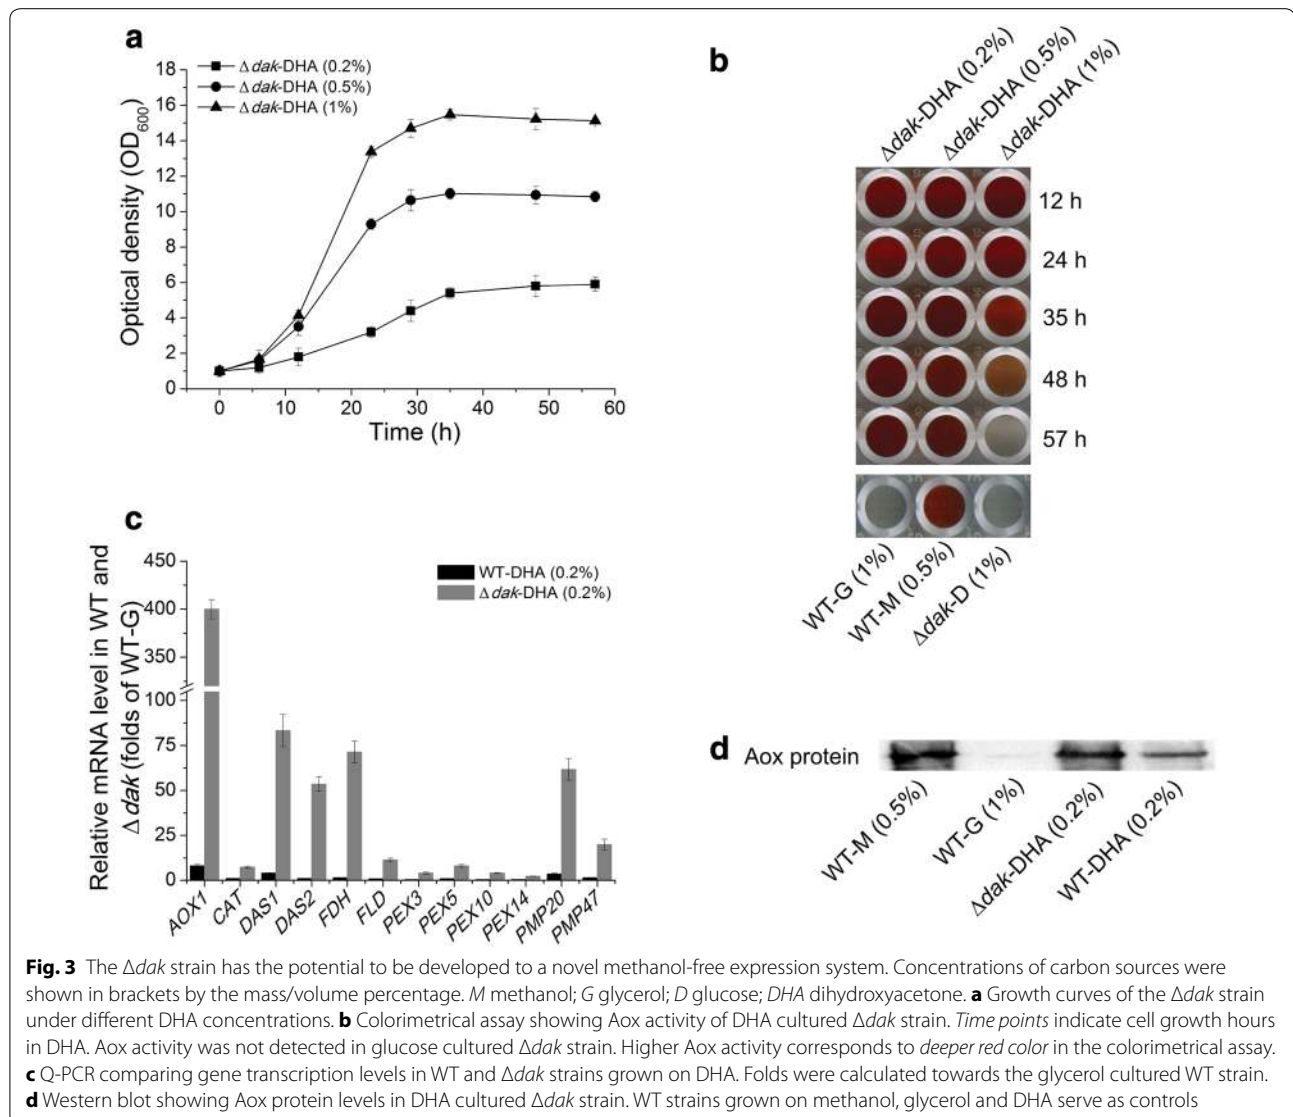 a
Δdak-DHA (0.2%)
Δdak-DHA (0.5%)
Δdak-DHA (1%)
Optical density (OD600)
18
16
14
12
10
8
6
4
2
0
0 10 20 30 40 50 60
Time (h)
b
Δdak-DHA (0.2%)
Δdak-DHA (0.5%)
Δdak-DHA (1%)
12 h
24 h
35 h
48 h
57 h
WT-G (1%)
WT-M (0.5%)
Δdak-D (1%)
c
Relative mRNA level in WT and
Δdak (folds of WT-G)
WT-DHA (0.2%)
Δdak-DHA (0.2%)
450
400
350
100
75
50
25
0
AOX1 CAT DAS1 DAS2 FDH FLD PEX3 PEX5 PEX10 PEX14 PMP20 PMP47
d
Aox protein
WT-M (0.5%)
WT-G (1%)
Δdak-DHA (0.2%)
WT-DHA (0.2%)
Fig. 3 The Δdak strain has the potential to be developed to a novel methanol-free expression system. Concentrations of carbon sources were
shown in brackets by the mass/volume percentage. M methanol; G glycerol; D glucose; DHA dihydroxyacetone. a Growth curves of the Δdak strain
under different DHA concentrations. b Colorimetrical assay showing Aox activity of DHA cultured Δdak strain. Time points indicate cell growth hours
in DHA. Aox activity was not detected in glucose cultured Δdak strain. Higher Aox activity corresponds to deeper red color in the colorimetrical assay.
c Q-PCR comparing gene transcription levels in WT and Δdak strains grown on DHA. Folds were calculated towards the glycerol cultured WT strain.
d Western blot showing Aox protein levels in DHA cultured Δdak strain. WT strains grown on methanol, glycerol and DHA serve as controls